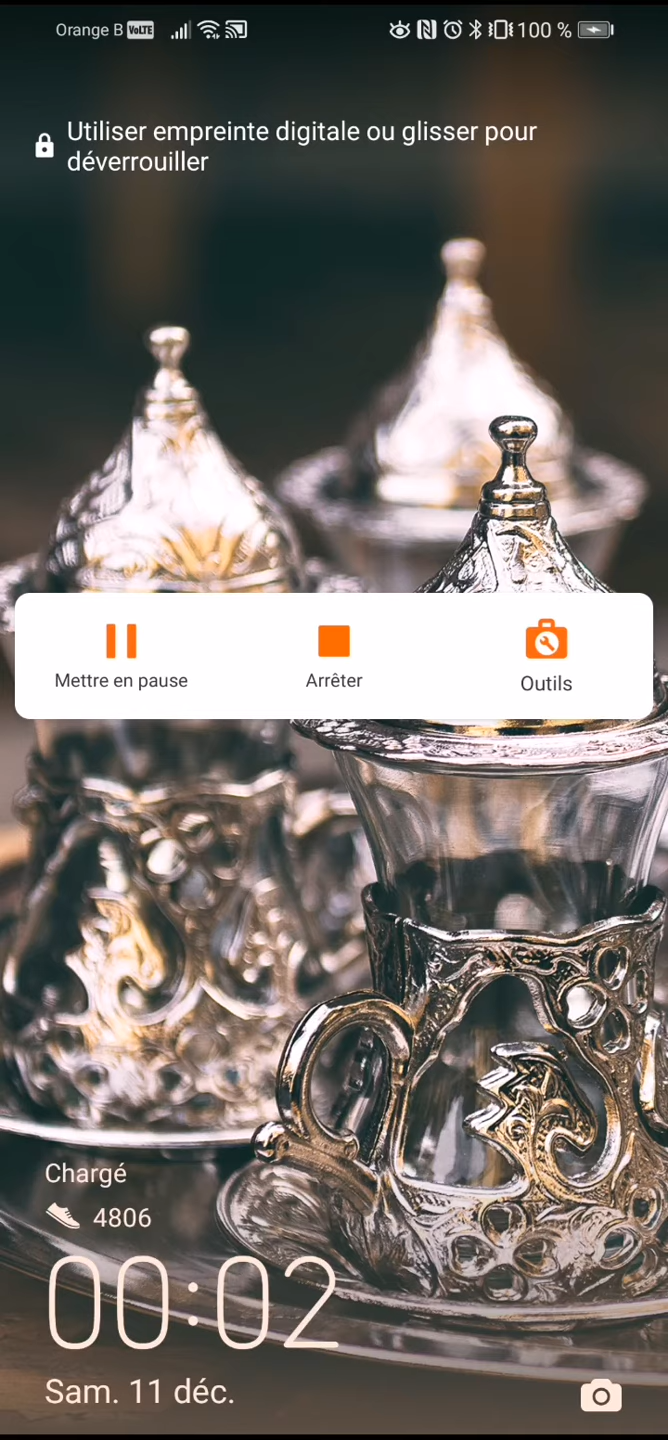 Orange B VoLTE 100 %
Utiliser empreinte digitale ou glisser pour
déverrouiller
Mettre en pause
Arrêter
Outils
Chargé
4806
00:02
Sam. 11 déc.